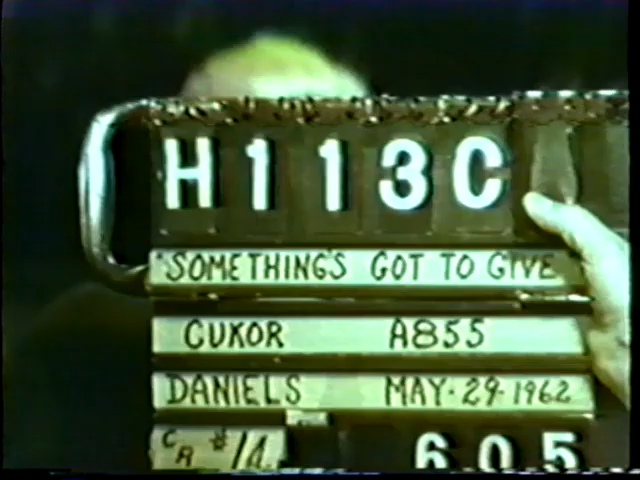 H113C
"SOMETHING'S GOT TO GIVE
CUKOR A855
DANIELS MAY-29-1962
CR #14 605